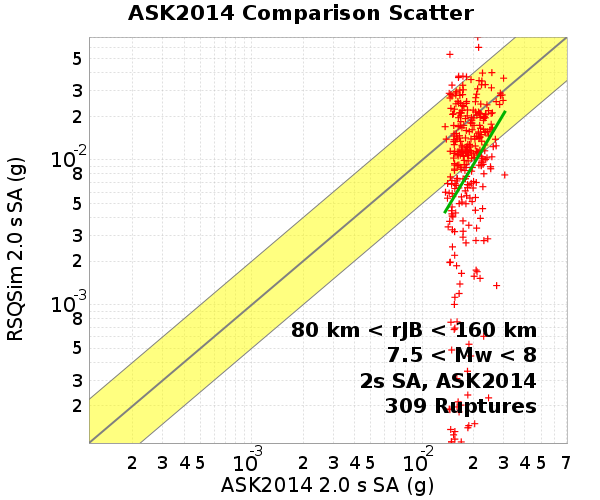 ASK2014 Comparison Scatter
RSQSim 2.0 s SA (g)
5
3
2
10-2
8
5
3
2
10-3
8
5
3
2
80 km < rJB < 160 km
7.5 < Mw < 8
2s SA, ASK2014
309 Ruptures
2 3 4 5 10-3 2 3 4 5 10-2 2 3 4 5 7
ASK2014 2.0 s SA (g)